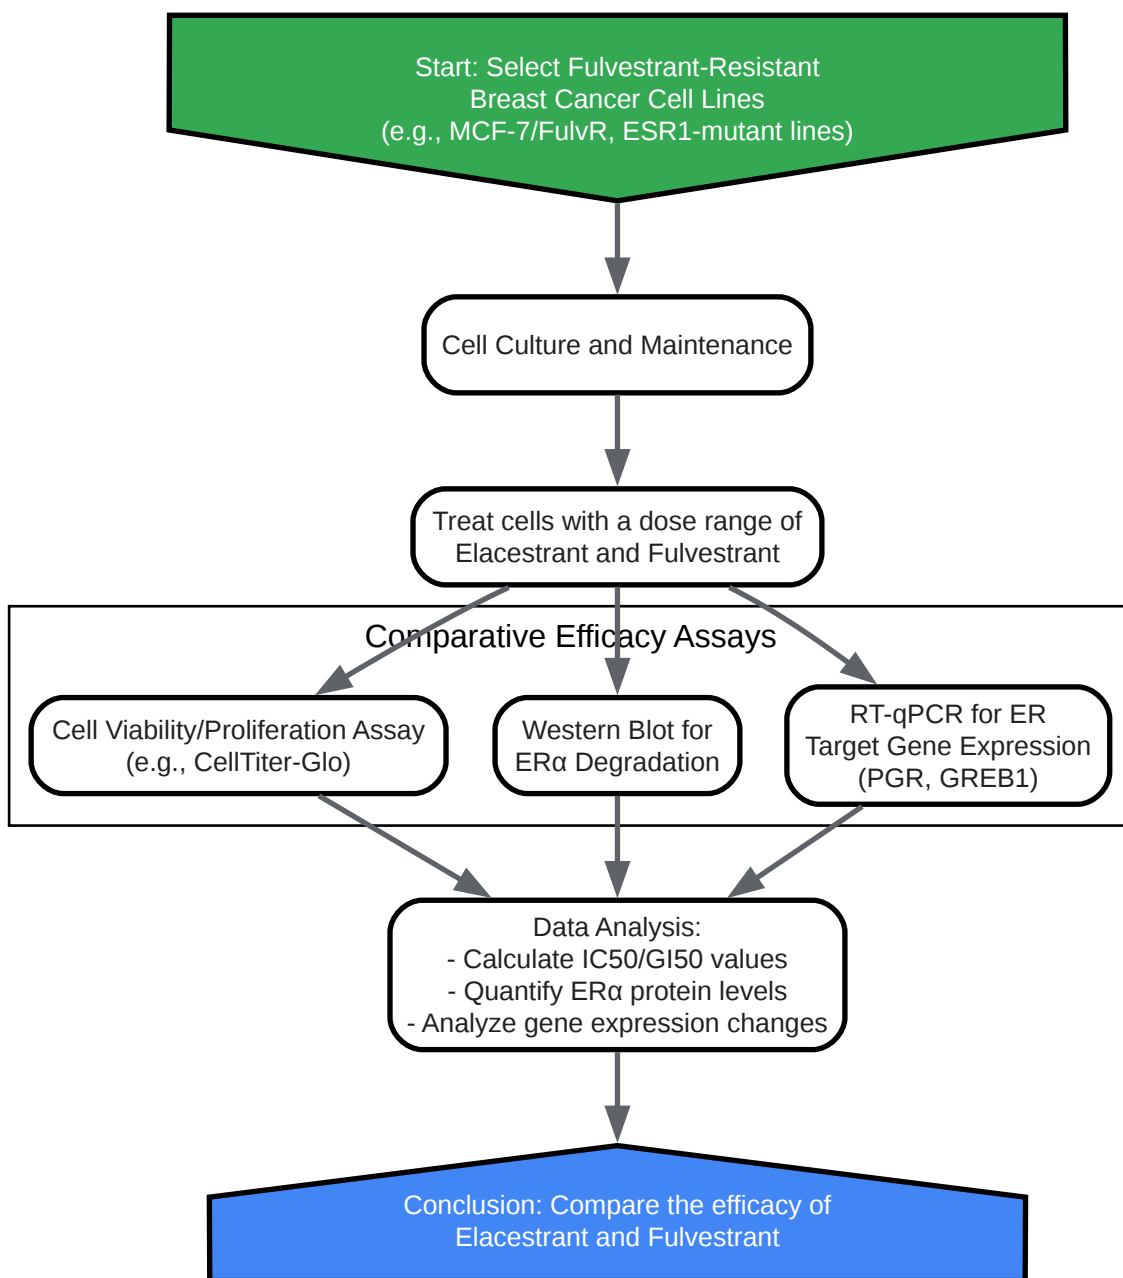 Start: Select Fulvestrant-Resistant
Breast Cancer Cell Lines
(e.g., MCF-7/FulvR, ESR1-mutant lines)
Cell Culture and Maintenance
Treat cells with a dose range of
Elacestrant and Fulvestrant
Comparative Efficacy Assays
Cell Viability/Proliferation Assay
(e.g., CellTiter-Glo)
Western Blot for
ERα Degradation
RT-qPCR for ER
Target Gene Expression
(PGR, GREB1)
Data Analysis:
- Calculate IC50/GI50 values
- Quantify ERα protein levels
- Analyze gene expression changes
Conclusion: Compare the efficacy of
Elacestrant and Fulvestrant